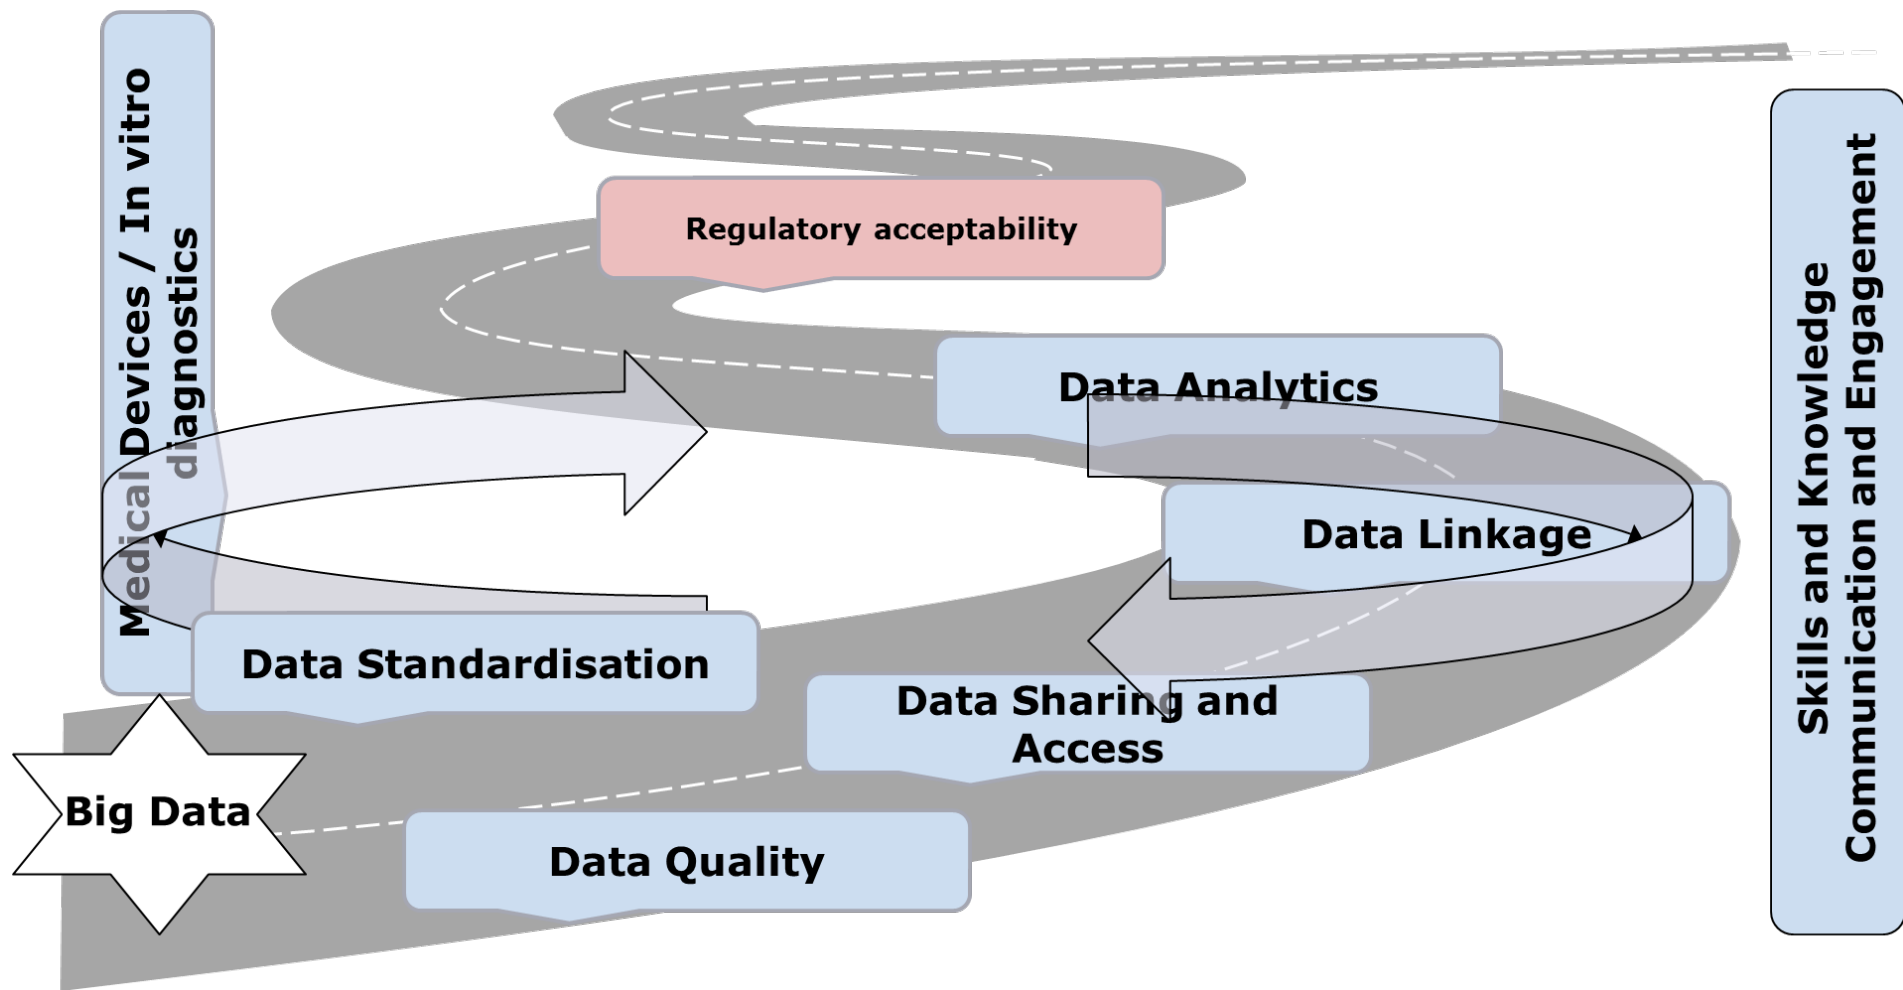 Medical Devices / In vitro
diagnostics
Regulatory acceptability
Data Analytics
Data Linkage
Data Standardisation
Data Sharing and
Access
Big Data
Data Quality
Skills and Knowledge
Communication and Engagement